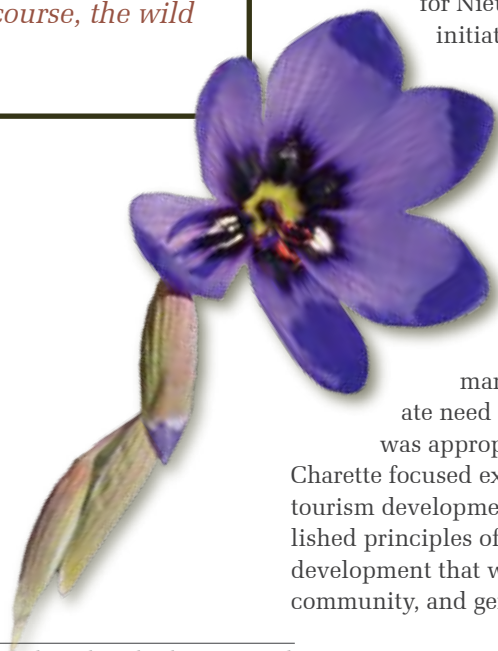 course, the wild
for
initiat
mar
ate need
was approp
Charette focused ex
tourism developme
lished principles of
development that w
community, and ge